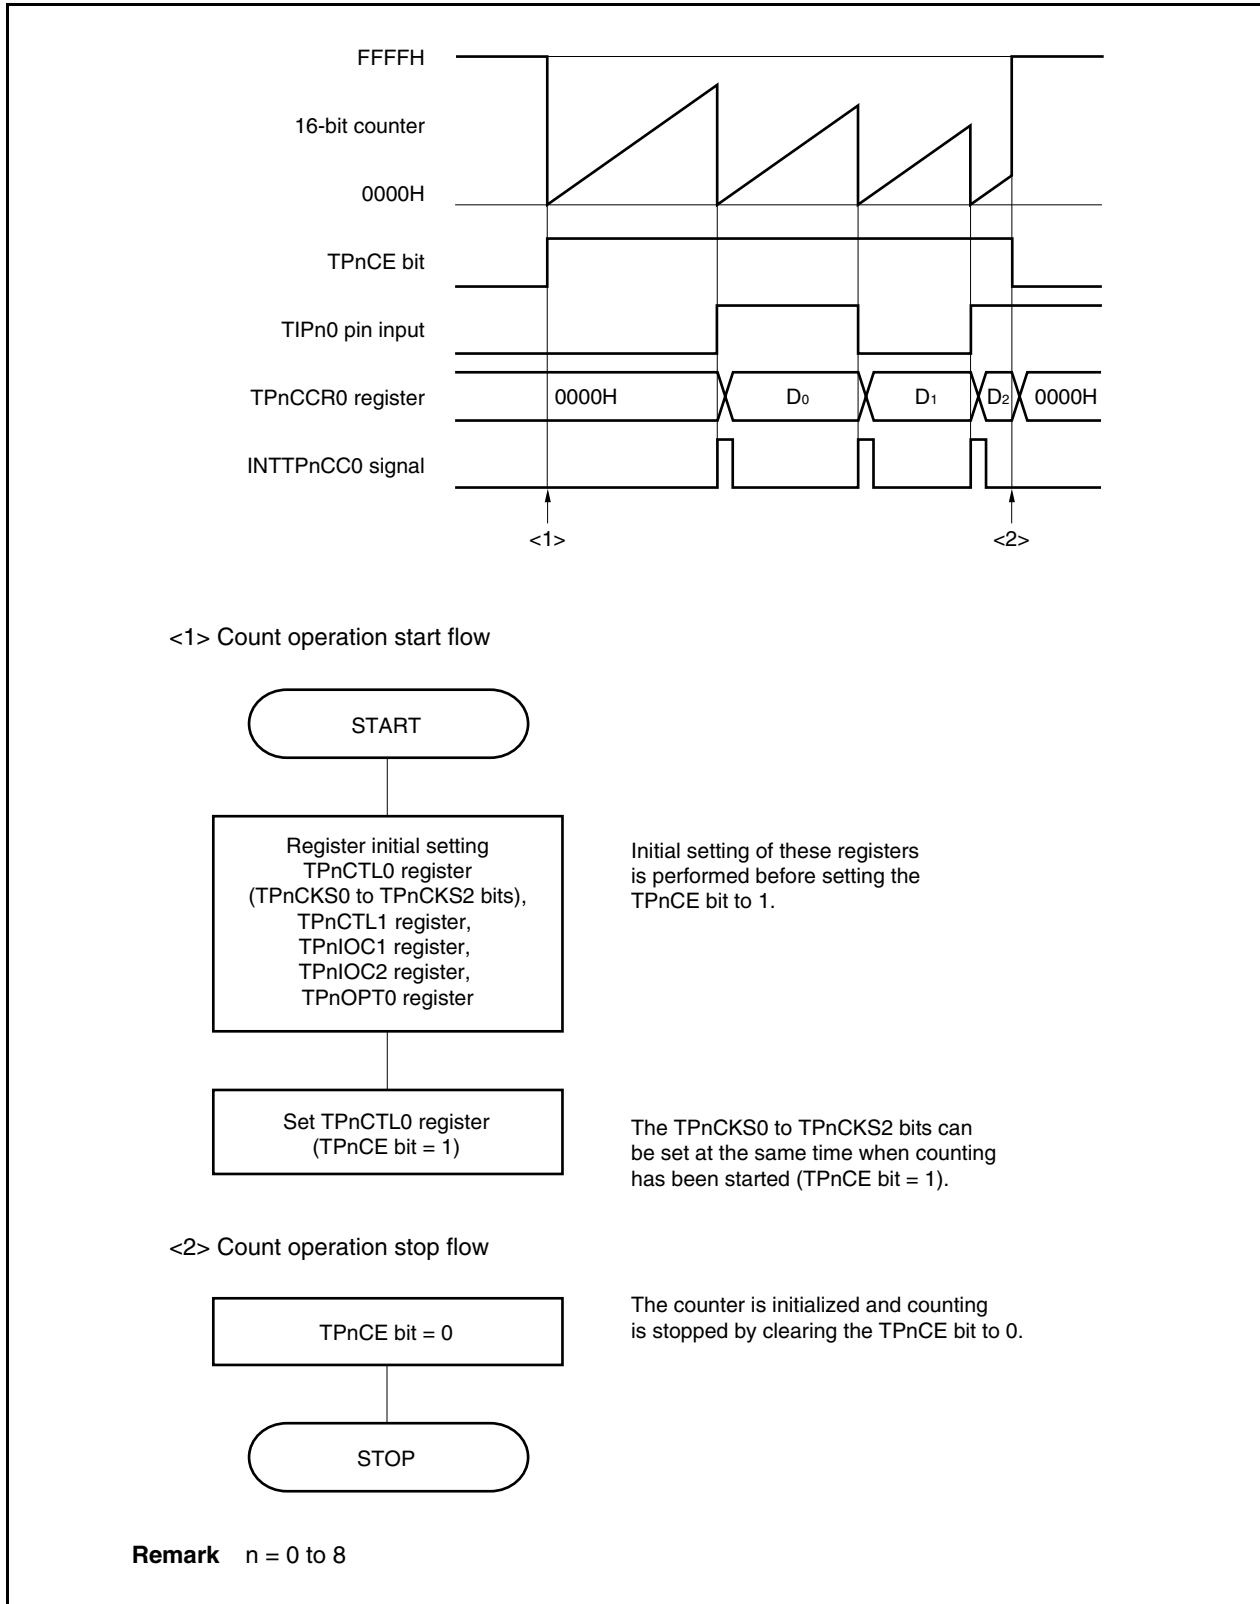 FFFFH
16-bit counter
0000H
TPnCE bit
TIPn0 pin input
TPnCCR0 register
0000H D0 D1 D2 0000H
INTTPnCC0 signal
<1> <2>
<1> Count operation start flow
START
Register initial setting
TPnCTL0 register
(TPnCKS0 to TPnCKS2 bits),
TPnCTL1 register,
TPnIOC1 register,
TPnIOC2 register,
TPnOPT0 register
Initial setting of these registers
is performed before setting the
TPnCE bit to 1.
Set TPnCTL0 register
(TPnCE bit = 1)
The TPnCKS0 to TPnCKS2 bits can
be set at the same time when counting
has been started (TPnCE bit = 1).
<2> Count operation stop flow
TPnCE bit = 0
The counter is initialized and counting
is stopped by clearing the TPnCE bit to 0.
STOP
Remark n = 0 to 8